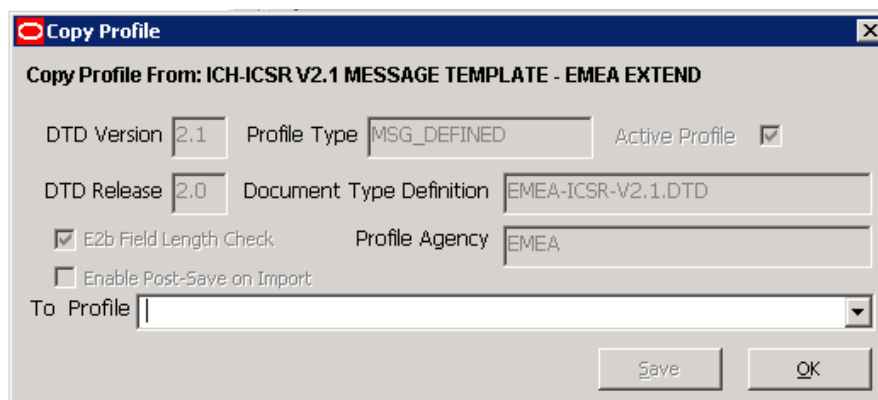 Copy Profile
Copy Profile From: ICH-ICSR V2.1 MESSAGE TEMPLATE - EMEA EXTEND
DTD Version 2.1 Profile Type MSG_DEFINED Active Profile
DTD Release 2.0 Document Type Definition EMEA-ICSR-V2.1.DTD
E2b Field Length Check Profile Agency EMEA
Enable Post-Save on Import
To Profile
Save OK